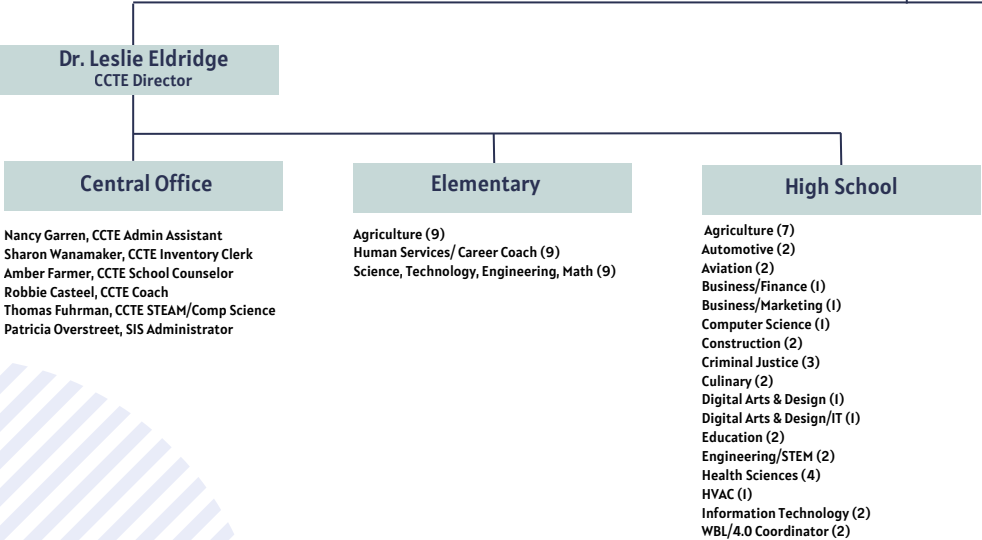 Dr. Leslie Eldridge
CCTE Director
Central Office
Nancy Garren, CCTE Admin Assistant
Sharon Wanamaker, CCTE Inventory Clerk
Amber Farmer, CCTE School Counselor
Robbie Casteel, CCTE Coach
Thomas Fuhrman, CCTE STEAM/Comp Science
Patricia Overstreet, SIS Administrator
Elementary
Agriculture (9)
Human Services/ Career Coach (9)
Science, Technology, Engineering, Math (9)
High School
Agriculture (7)
Automotive (2)
Aviation (2)
Business/Finance (1)
Business/Marketing (1)
Computer Science (1)
Construction (2)
Criminal Justice (3)
Culinary (2)
Digital Arts & Design (1)
Digital Arts & Design/IT (1)
Education (2)
Engineering/STEM (2)
Health Sciences (4)
HVAC (1)
Information Technology (2)
WBL/4.0 Coordinator (2)